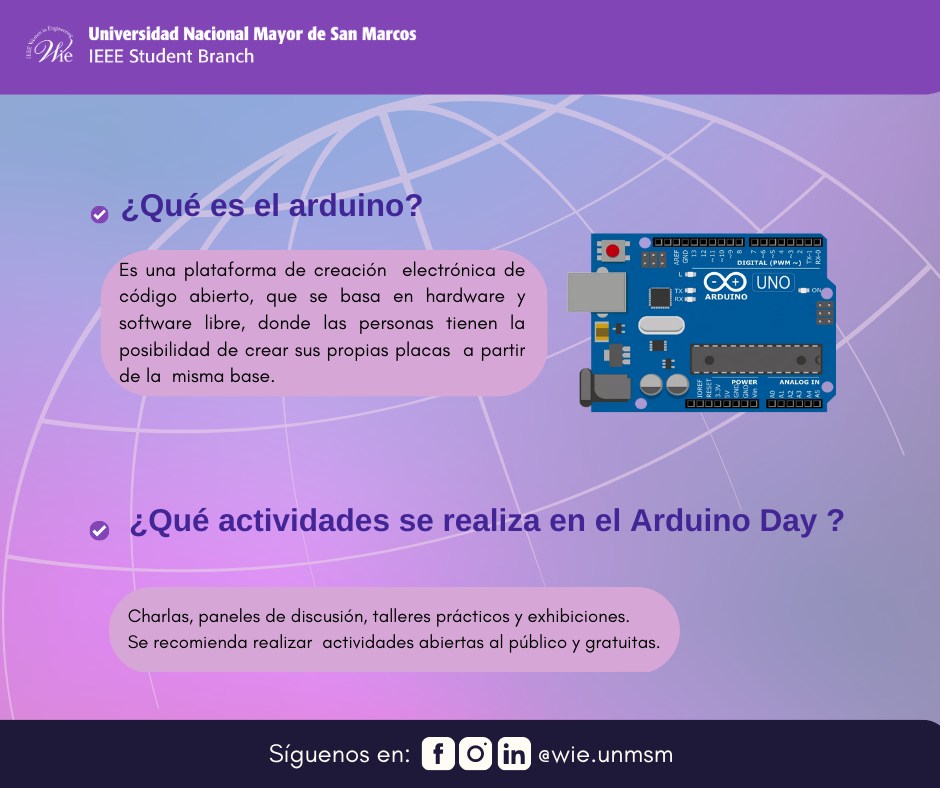 IEEE Women in Engineering
Wie
Universidad Nacional Mayor de San Marcos
IEEE Student Branch
¿Qué es el arduino?
Es una plataforma de creación electrónica de
código abierto, que se basa en hardware y
software libre, donde las personas tienen la
posibilidad de crear sus propias placas a partir
de la misma base.
AREF GND 13 12 ~11 ~10 ~9 8 7 ~6 ~5 4 ~3 2 TX→1 RX←0
DIGITAL (PWM ~)
L
TX
RX
UNO
ON
ARDUINO
POWER
ANALOG IN
IOREF RESET 3.3V 5V GND GND Vin A0 A1 A2 A3 A4 A5
¿Qué actividades se realiza en el Arduino Day ?
Charlas, paneles de discusión, talleres prácticos y exhibiciones.
Se recomienda realizar actividades abiertas al público y gratuitas.
Síguenos en: f in @wie.unmsm